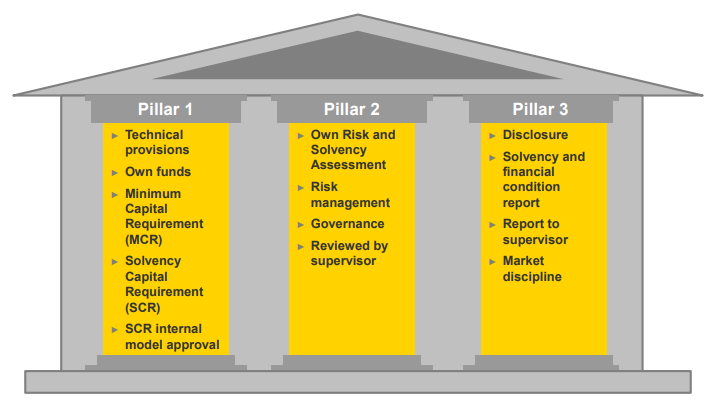 Pillar 1
► Technical
provisions
► Own funds
► Minimum
Capital
Requirement
(MCR)
► Solvency
Capital
Requirement
(SCR)
► SCR internal
model approval
Pillar 2
► Own Risk and
Solvency
Assessment
► Risk
management
► Governance
► Reviewed by
supervisor
Pillar 3
► Disclosure
► Solvency and
financial
condition
report
► Report to
supervisor
► Market
discipline